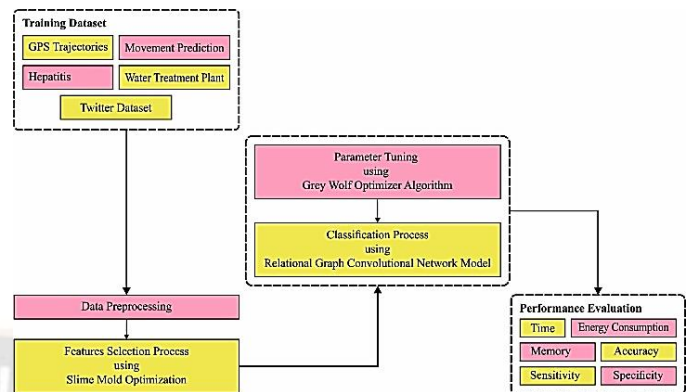 Training Dataset
GPS Trajectories
Movement Prediction
Hepatitis
Water Treatment Plant
Twitter Dataset
Parameter Tuning
using
Grey Wolf Optimizer Algorithm
Classification Process
using
Relational Graph Convolutional Network Model
Data Preprocessing
Features Selection Process
using
Slime Mold Optimization
Performance Evaluation
Time
Energy Consumption
Memory
Accuracy
Sensitivity
Specificity